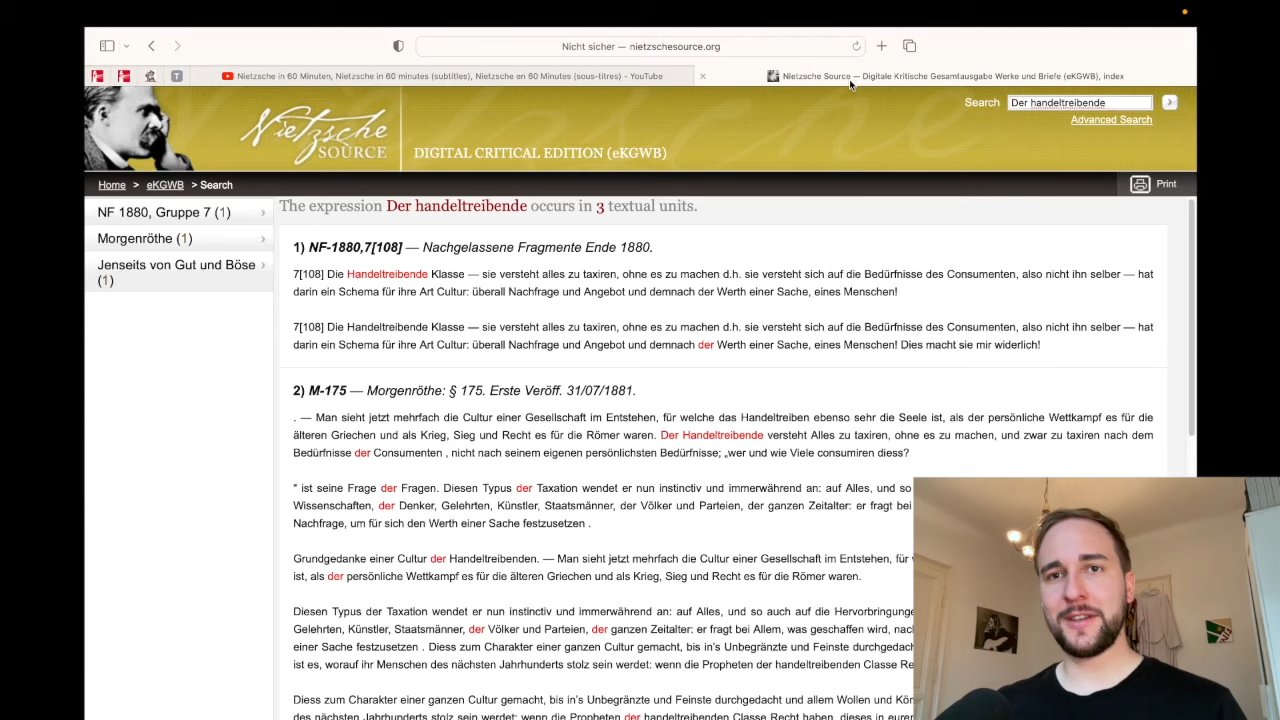 Nicht sicher — nietzschesource.org
T
Nietzsche in 60 Minuten, Nietzsche in 60 minutes (subtitles), Nietzsche en 60 Minutes (sous-titres) - YouTube
Nietzsche Source — Digitale Kritische Gesamtausgabe Werke und Briefe (eKGWB), index
Nietzsche
SOURCE
DIGITAL CRITICAL EDITION (eKGWB)
Search
Der handeltreibende
Advanced Search
Home > eKGWB > Search
Print
NF 1880, Gruppe 7 (1)
Morgenröthe (1)
Jenseits von Gut und Böse
(1)
The expression Der handeltreibende occurs in 3 textual units.
1) NF-1880,7[108] — Nachgelassene Fragmente Ende 1880.
7[108] Die Handeltreibende Klasse — sie versteht alles zu taxiren, ohne es zu machen d.h. sie versteht sich auf die Bedürfnisse des Consumenten, also nicht ihn selber — hat
darin ein Schema für ihre Art Cultur: überall Nachfrage und Angebot und demnach der Werth einer Sache, eines Menschen!
7[108] Die Handeltreibende Klasse — sie versteht alles zu taxiren, ohne es zu machen d.h. sie versteht sich auf die Bedürfnisse des Consumenten, also nicht ihn selber — hat
darin ein Schema für ihre Art Cultur: überall Nachfrage und Angebot und demnach der Werth einer Sache, eines Menschen! Dies macht sie mir widerlich!
2) M-175 — Morgenröthe: § 175. Erste Veröff. 31/07/1881.
. — Man sieht jetzt mehrfach die Cultur einer Gesellschaft im Entstehen, für welche das Handeltreiben ebenso sehr die Seele ist, als der persönliche Wettkampf es für die
älteren Griechen und als Krieg, Sieg und Recht es für die Römer waren. Der Handeltreibende versteht Alles zu taxiren, ohne es zu machen, und zwar zu taxiren nach dem
Bedürfnisse der Consumenten , nicht nach seinem eigenen persönlichsten Bedürfnisse; „wer und wie Viele consumiren diess?
“ ist seine Frage der Fragen. Diesen Typus der Taxation wendet er nun instinctiv und immerwährend an: auf Alles, und so
Wissenschaften, der Denker, Gelehrten, Künstler, Staatsmänner, der Völker und Parteien, der ganzen Zeitalter: er fragt bei
Nachfrage, um für sich den Werth einer Sache festzusetzen .
Grundgedanke einer Cultur der Handeltreibenden. — Man sieht jetzt mehrfach die Cultur einer Gesellschaft im Entstehen, für
ist, als der persönliche Wettkampf es für die älteren Griechen und als Krieg, Sieg und Recht es für die Römer waren.
Diesen Typus der Taxation wendet er nun instinctiv und immerwährend an: auf Alles, und so auch auf die Hervorbringunge
Gelehrten, Künstler, Staatsmänner, der Völker und Parteien, der ganzen Zeitalter: er fragt bei Allem, was geschaffen wird, nac
einer Sache festzusetzen . Diess zum Charakter einer ganzen Cultur gemacht, bis in's Unbegränzte und Feinste durchgedach
ist es, worauf ihr Menschen des nächsten Jahrhunderts stolz sein werdet: wenn die Propheten der handeltreibenden Classe Re
Diess zum Charakter einer ganzen Cultur gemacht, bis in's Unbegränzte und Feinste durchgedacht und allem Wollen und Kön
des nächsten Jahrhunderts stolz sein werdet: wenn die Propheten der handeltreibenden Classe Recht haben, dieses in euren